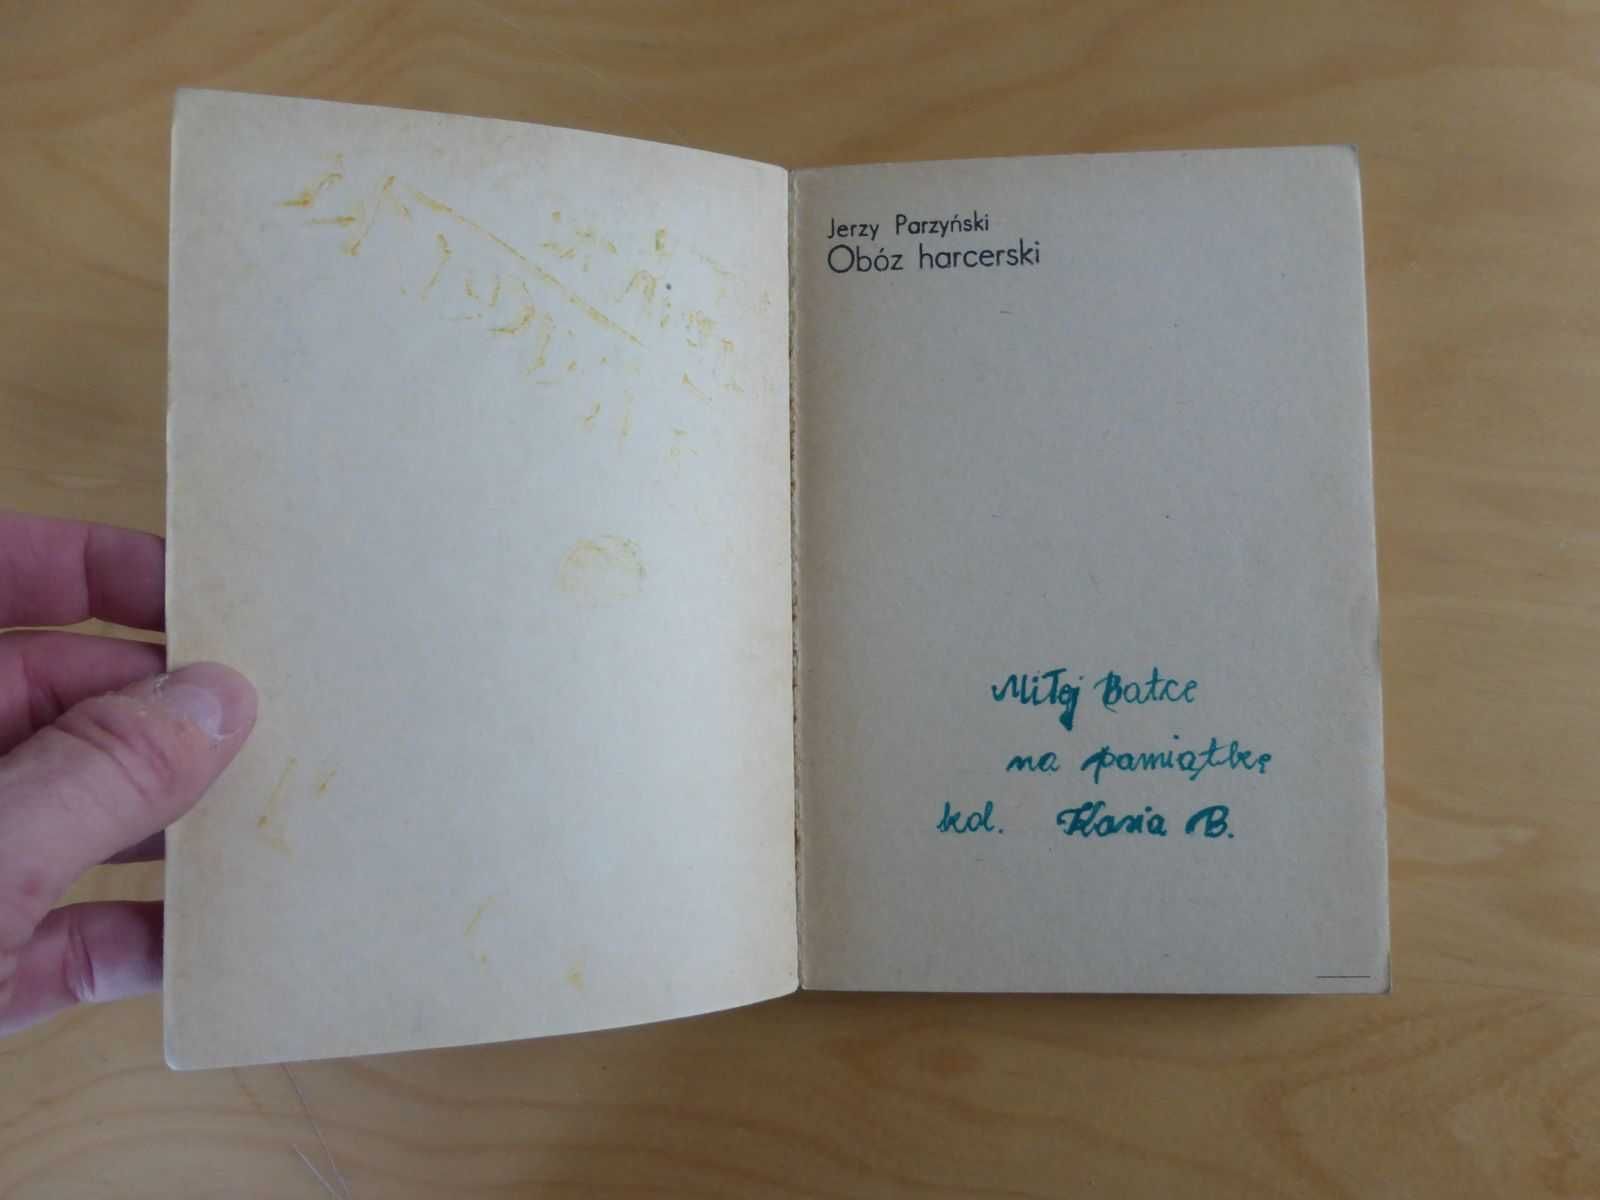 Jerzy Parzyński
Obóz harcerski
Miłej Batce
na pamiątkę
kol. Kasia B.